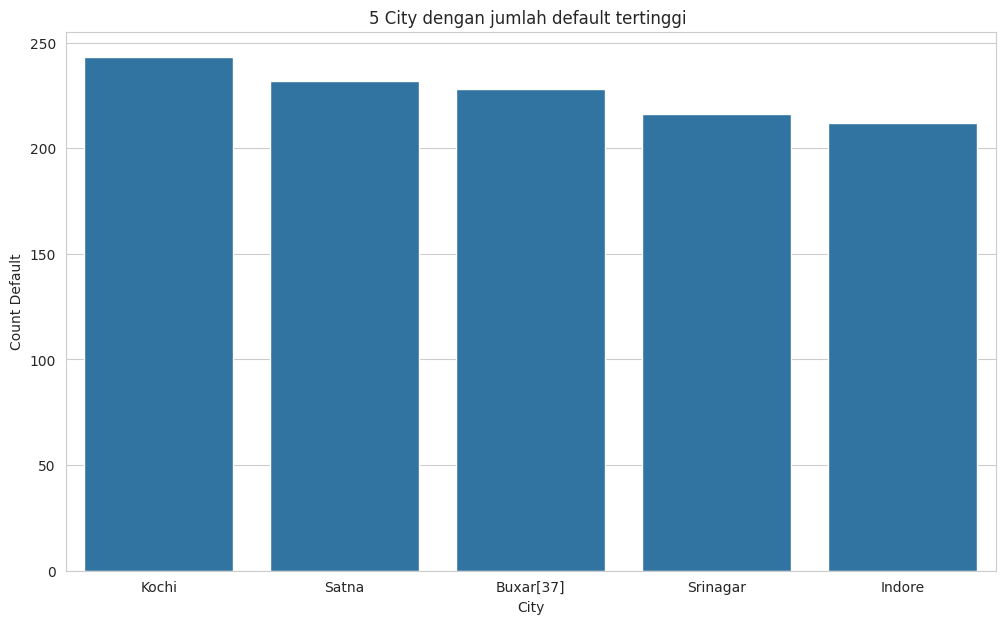 5 City dengan jumlah default tertinggi
Count Default
250
200
150
100
50
0
Kochi Satna Buxar[37] Srinagar Indore
City